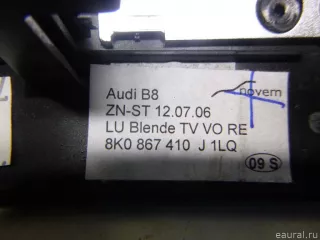 Audi B8
novem
ZN-ST 12.07.06
LU Blende TV VO RE
8K0 867 410 J 1LQ
09 S
eaural.ru